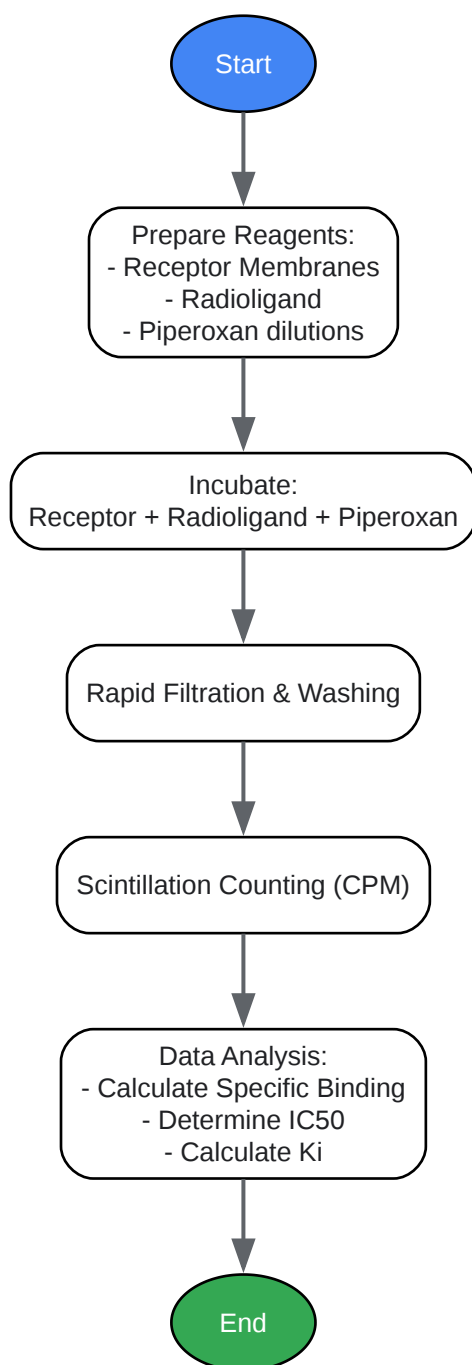 Start
Prepare Reagents:
- Receptor Membranes
- Radioligand
- Piperoxan dilutions
Incubate:
Receptor + Radioligand + Piperoxan
Rapid Filtration & Washing
Scintillation Counting (CPM)
Data Analysis:
- Calculate Specific Binding
- Determine IC50
- Calculate Ki
End